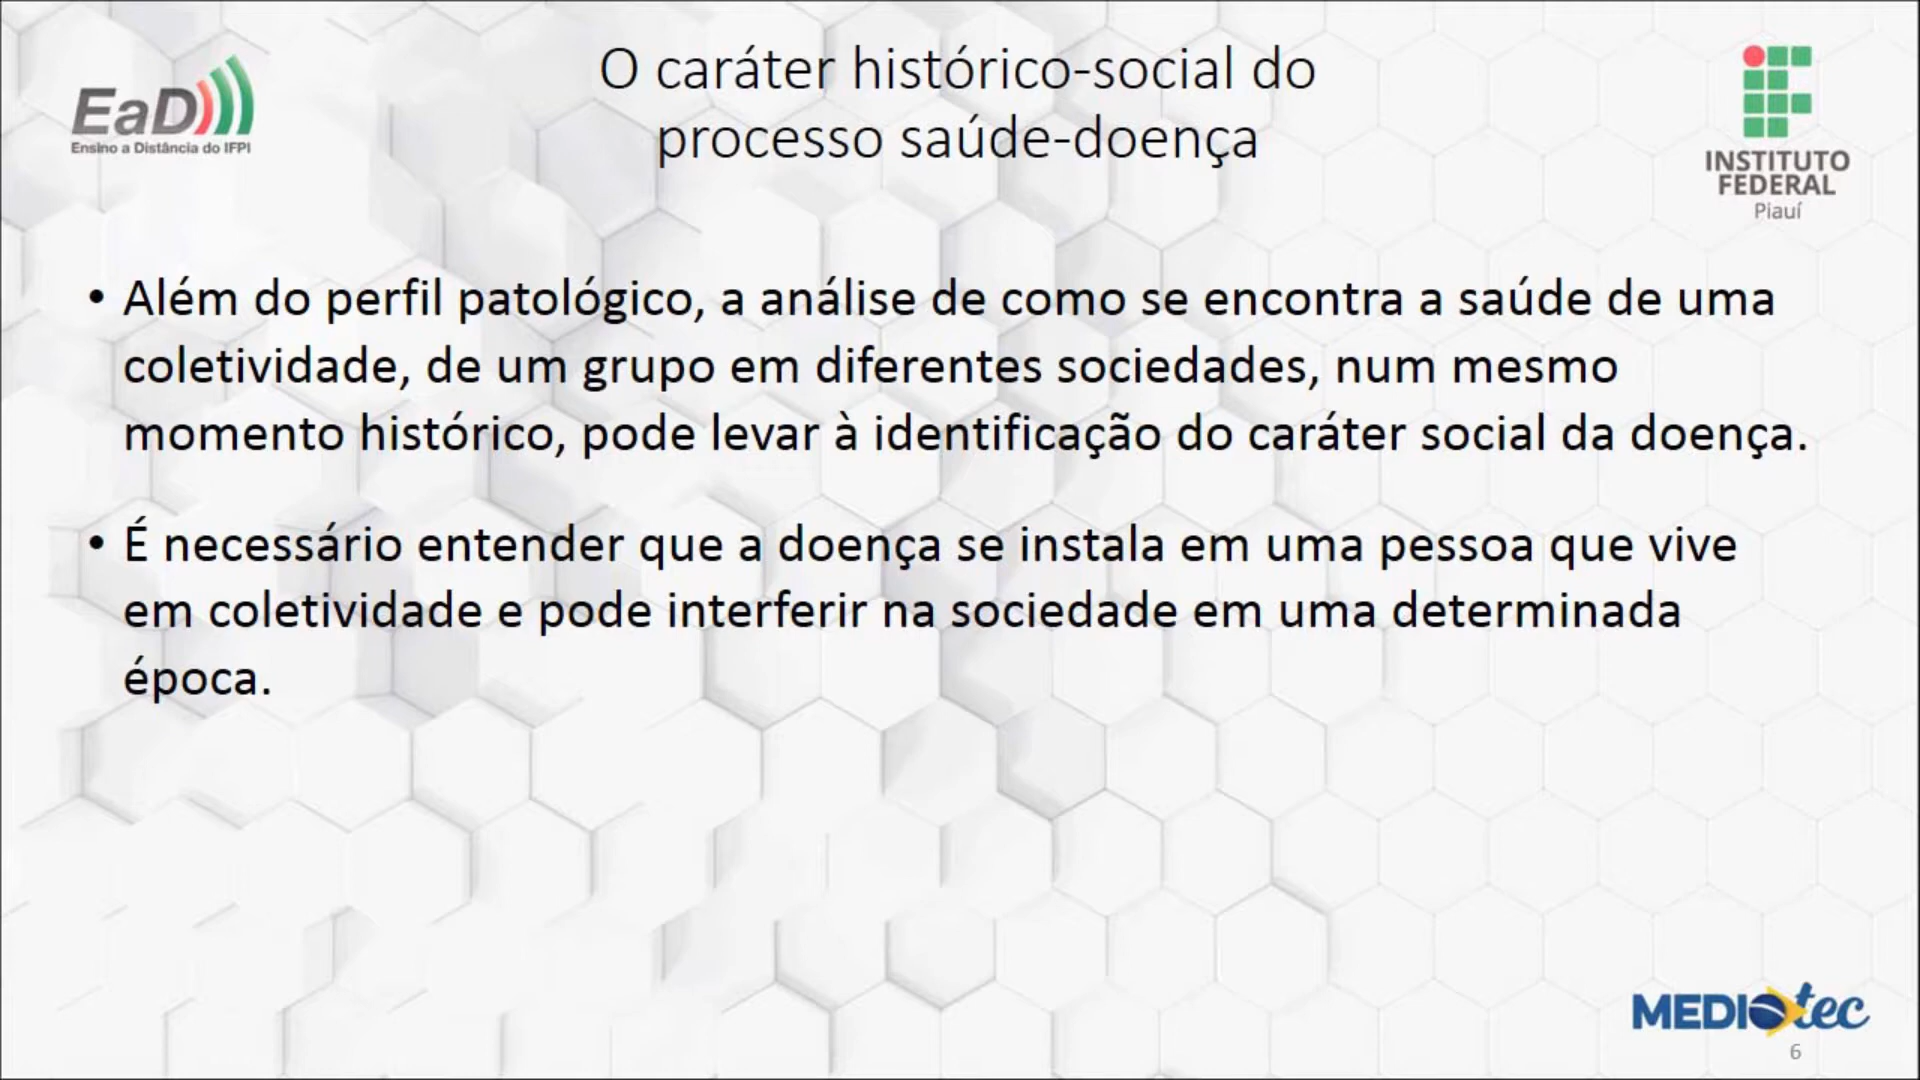 O caráter histórico-social do
processo saúde-doença
EaD
Ensino a Distância do IFPI
INSTITUTO
FEDERAL
Piauí
• Além do perfil patológico, a análise de como se encontra a saúde de uma
coletividade, de um grupo em diferentes sociedades, num mesmo
momento histórico, pode levar à identificação do caráter social da doença.
• É necessário entender que a doença se instala em uma pessoa que vive
em coletividade e pode interferir na sociedade em uma determinada
época.
MEDIOtec
6